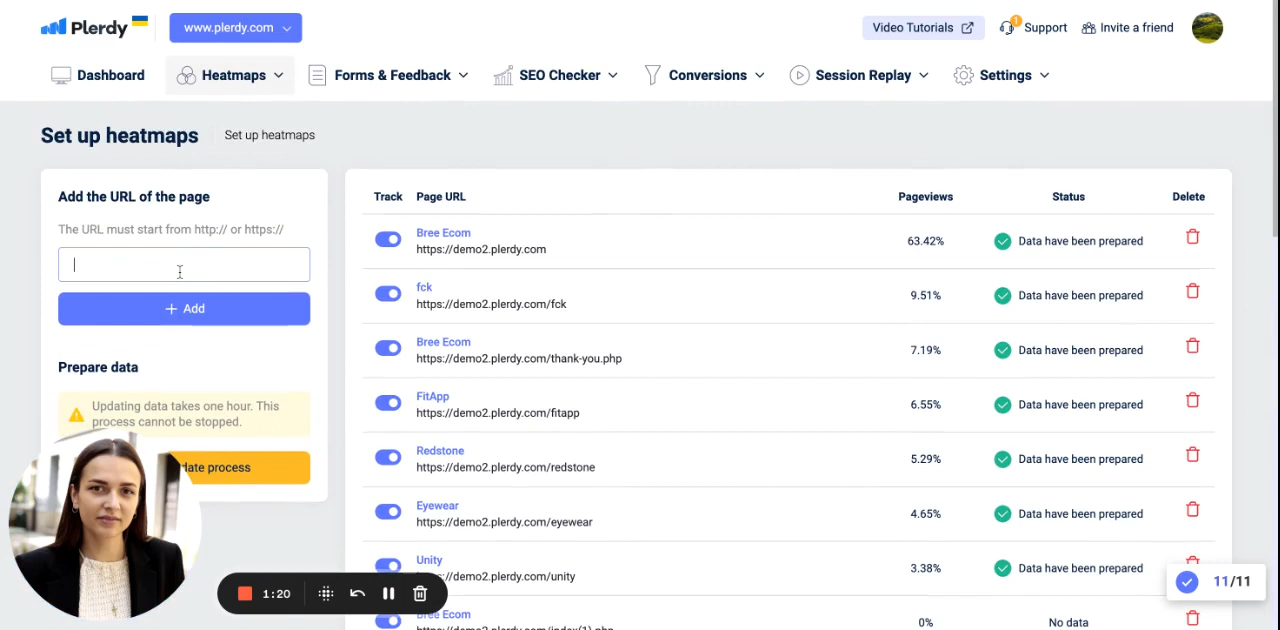 Plerdy
www.plerdy.com
Video Tutorials
1
Support
Invite a friend
Dashboard
Heatmaps
Forms & Feedback
SEO Checker
Conversions
Session Replay
Settings
Set up heatmaps
Set up heatmaps
Add the URL of the page
The URL must start from http:// or https://
+ Add
Prepare data
Updating data takes one hour. This
process cannot be stopped.
date process
Track Page URL Pageviews Status Delete
Bree Ecom
https://demo2.plerdy.com
63.42% Data have been prepared
fck
https://demo2.plerdy.com/fck
9.51% Data have been prepared
Bree Ecom
https://demo2.plerdy.com/thank-you.php
7.19% Data have been prepared
FitApp
https://demo2.plerdy.com/fitapp
6.55% Data have been prepared
Redstone
https://demo2.plerdy.com/redstone
5.29% Data have been prepared
Eyewear
https://demo2.plerdy.com/eyewear
4.65% Data have been prepared
Unity
://demo2.plerdy.com/unity
3.38% Data have been prepared
Bree Ecom
https://demo2.plerdy.com/index(1).php
0% No data
1:20
11/11